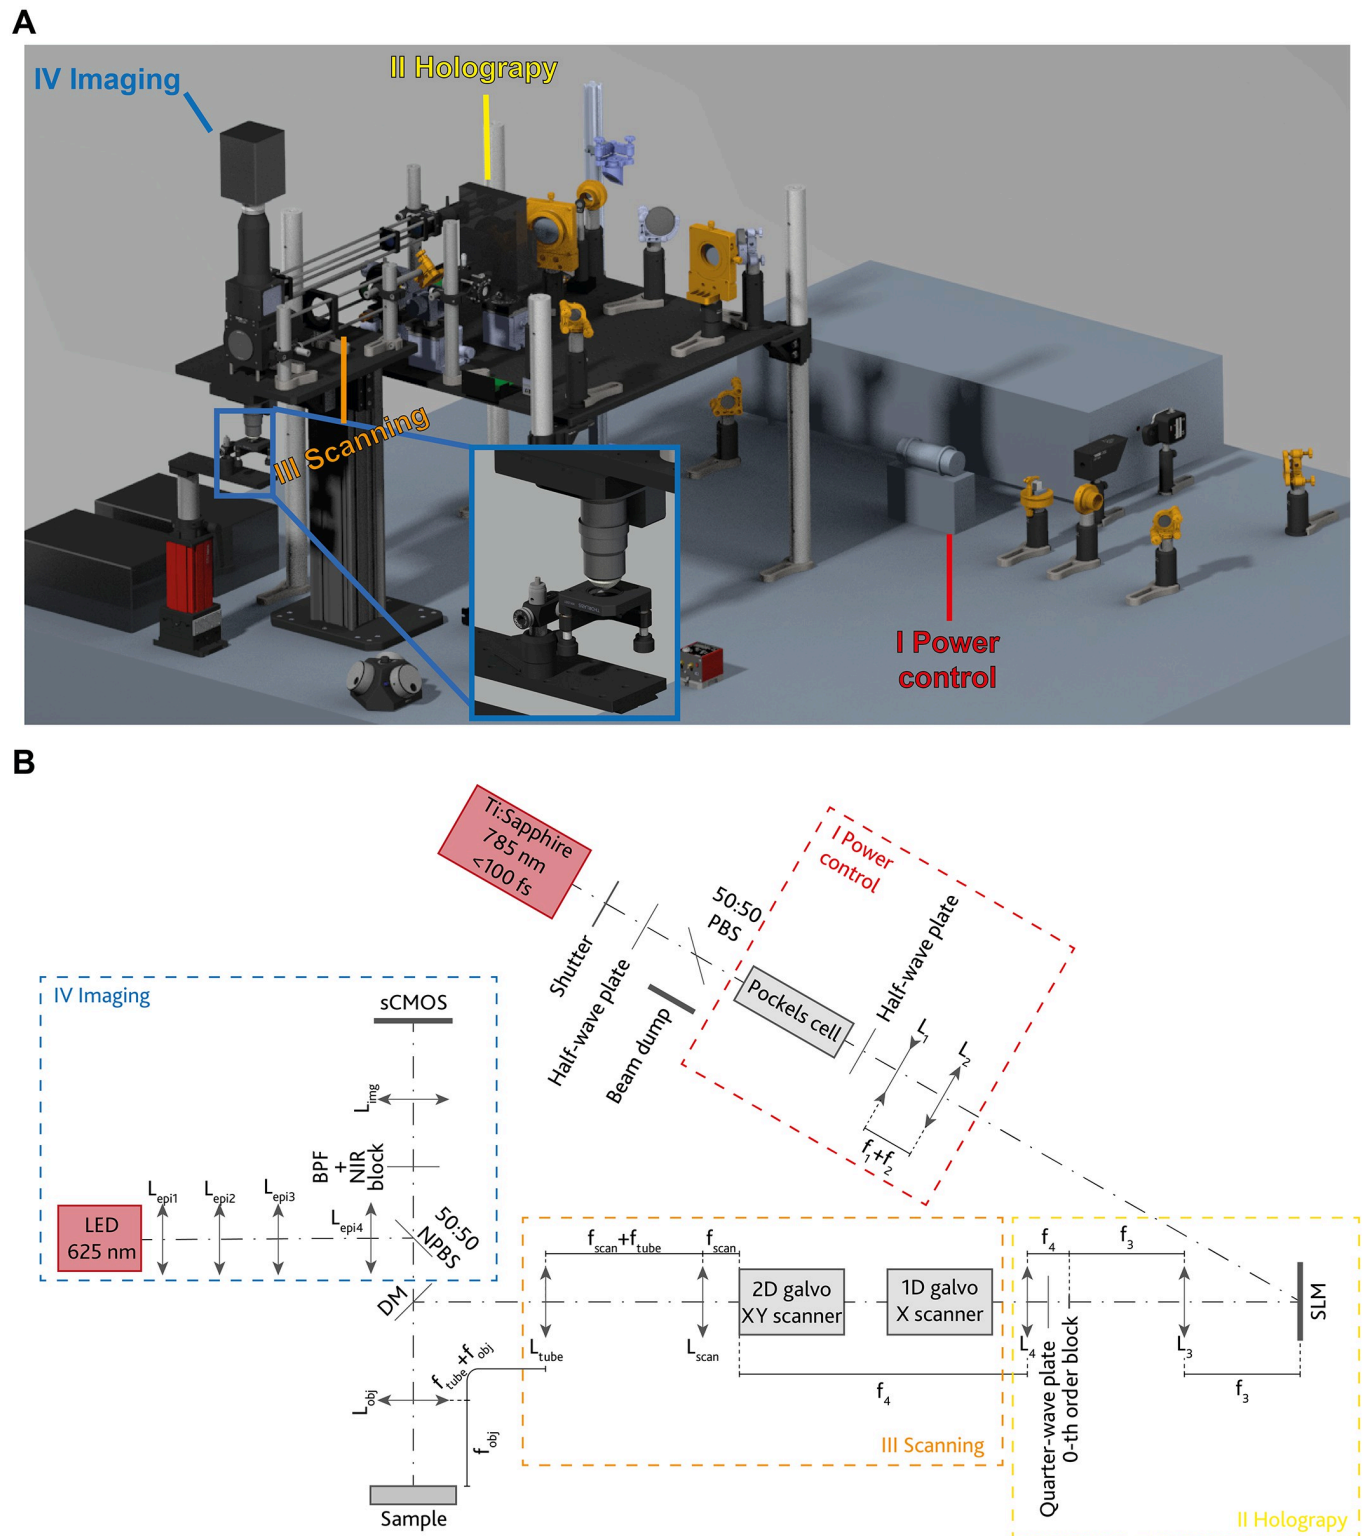 A
IV Imaging
II Holograpy
III Scanning
I Power
control
B
Ti:Sapphire
785 nm
<100 fs
Shutter
Half-wave plate
50:50
PBS
Beam dump
I Power
control
Pockels cell
Half-wave plate
L1
L2
f1+f2
IV Imaging
sCMOS
Limg
BPF
+
NIR
block
LED
625 nm
Lepi1
Lepi2
Lepi3
Lepi4
50:50
NPBS
DM
fscan+ftube
fscan
2D galvo
XY scanner
1D galvo
X scanner
Ltube
Lscan
f4
III Scanning
ftube+fobj
Lobj
fobj
Sample
f4
f3
L4
Quarter-wave plate
0-th order block
L3
f3
SLM
II Holograpy